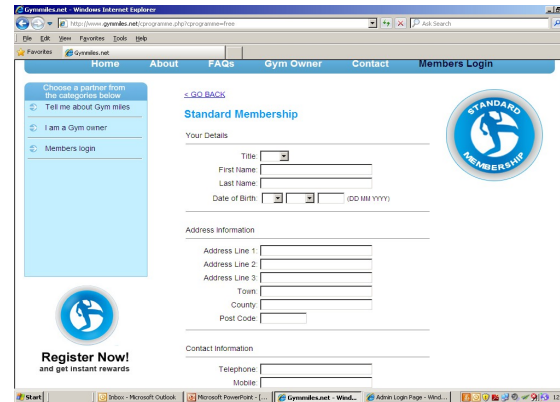 Gymmiles.net - Windows Internet Explorer
http://www.gymmiles.net/cprogramme.php?cprogramme=free
Ask Search
File Edit View Favorites Tools Help
Favorites Gymmiles.net
Home About FAQs Gym Owner Contact Members Login
Choose a partner from
the categories below
Tell me about Gym miles
I am a Gym owner
Members login
Register Now!
and get instant rewards
< GO BACK
Standard Membership
Your Details
Title
First Name:
Last Name:
Date of Birth: (DD MM YYYY)
Address Information
Address Line 1:
Address Line 2:
Address Line 3:
Town:
County:
Post Code:
Contact Information
Telephone:
Mobile:
STANDARD
MEMBERSHIP
Start Inbox - Microsoft Outlook Microsoft PowerPoint - [... Gymmiles.net - Wind... Admin Login Page - Wind...